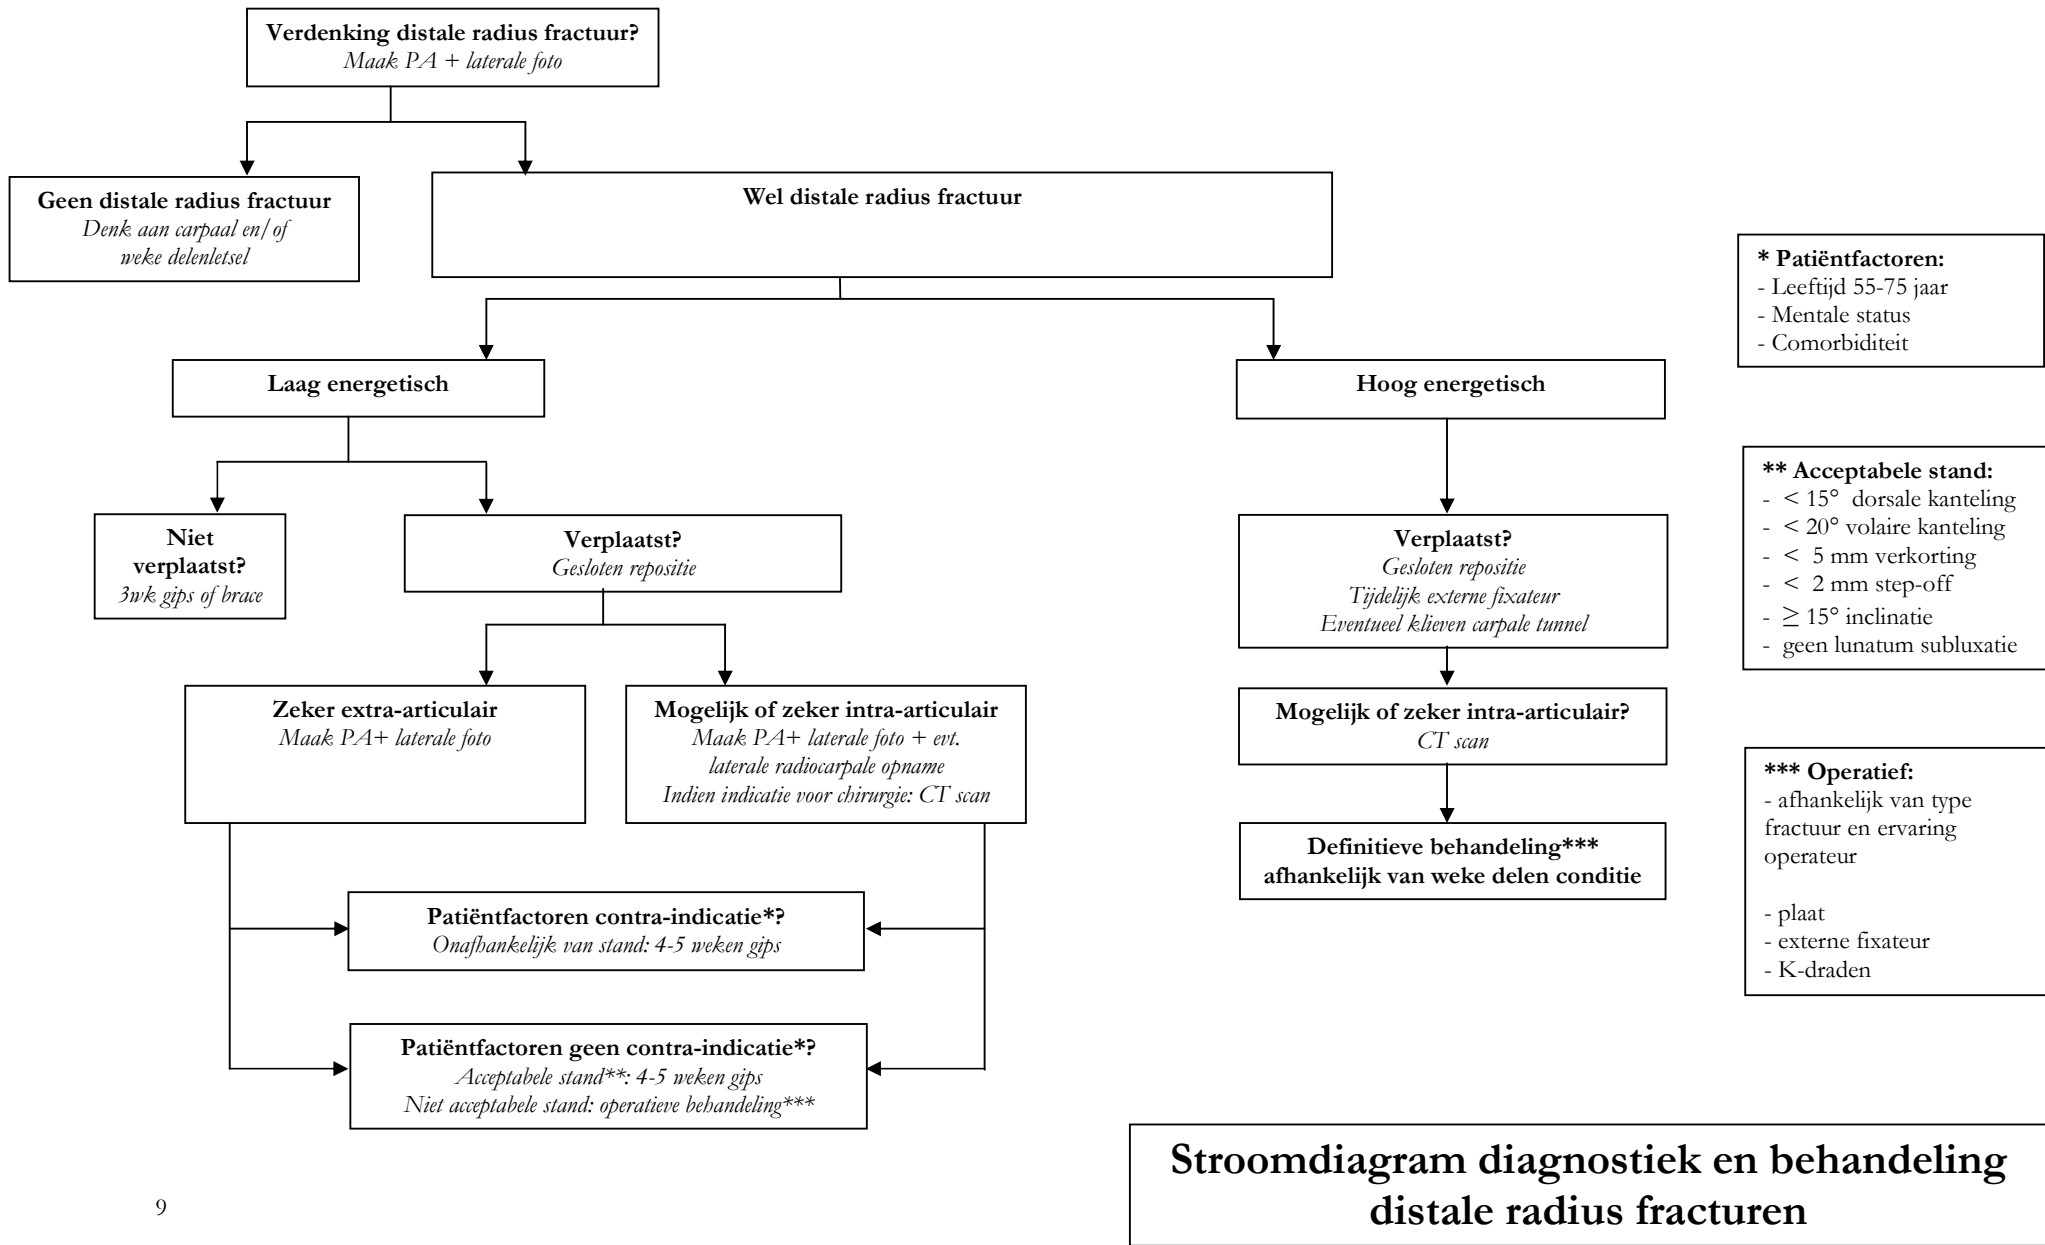 Verdenking distale radius fractuur?
Maak PA + laterale foto
Geen distale radius fractuur
Denk aan carpaal en/of
weke delenletsel
Wel distale radius fractuur
* Patiëntfactoren:
- Leeftijd 55-75 jaar
- Mentale status
- Comorbiditeit
Laag energetisch
Hoog energetisch
** Acceptabele stand:
- < 15° dorsale kanteling
- < 20° volaire kanteling
- < 5 mm verkorting
- < 2 mm step-off
- ≥ 15° inclinatie
- geen lunatum subluxatie
Niet
verplaatst?
3wk gips of brace
Verplaatst?
Gesloten repositie
Verplaatst?
Gesloten repositie
Tijdelijk externe fixateur
Eventueel klieven carpale tunnel
Zeker extra-articulair
Maak PA+ laterale foto
Mogelijk of zeker intra-articulair
Maak PA+ laterale foto + evt.
laterale radiocarpale opname
Indien indicatie voor chirurgie: CT scan
Mogelijk of zeker intra-articulair?
CT scan
*** Operatief:
- afhankelijk van type
fractuur en ervaring
operateur
- plaat
- externe fixateur
- K-draden
Definitieve behandeling***
afhankelijk van weke delen conditie
Patiëntfactoren contra-indicatie*?
Onafhankelijk van stand: 4-5 weken gips
Patiëntfactoren geen contra-indicatie*?
Acceptabele stand**: 4-5 weken gips
Niet acceptabele stand: operatieve behandeling***
Stroomdiagram diagnostiek en behandeling
distale radius fracturen
9